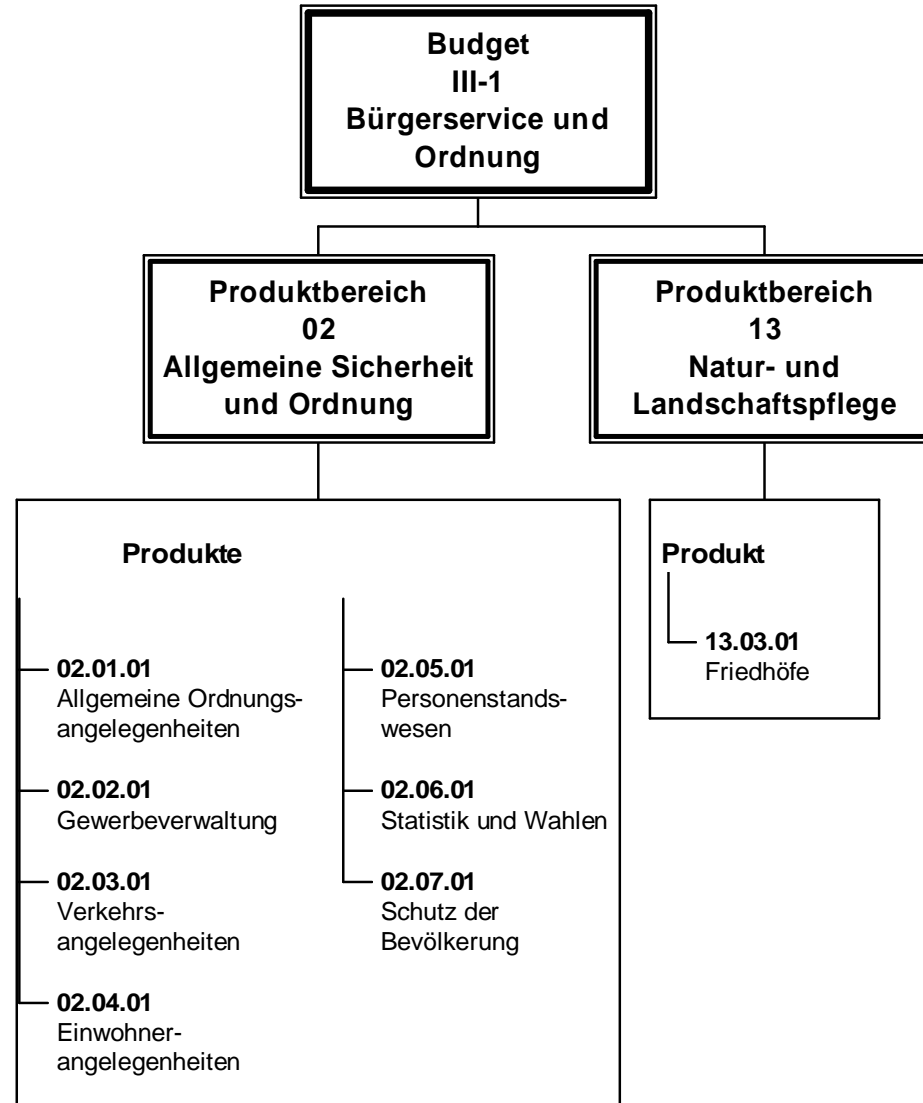 Budget
III-1
Bürgerservice und
Ordnung
Produktbereich
02
Allgemeine Sicherheit
und Ordnung
Produktbereich
13
Natur- und
Landschaftspflege
Produkte
02.01.01
Allgemeine Ordnungs-
angelegenheiten
02.02.01
Gewerbeverwaltung
02.03.01
Verkehrs-
angelegenheiten
02.04.01
Einwohner-
angelegenheiten
02.05.01
Personenstands-
wesen
02.06.01
Statistik und Wahlen
02.07.01
Schutz der
Bevölkerung
Produkt
13.03.01
Friedhöfe